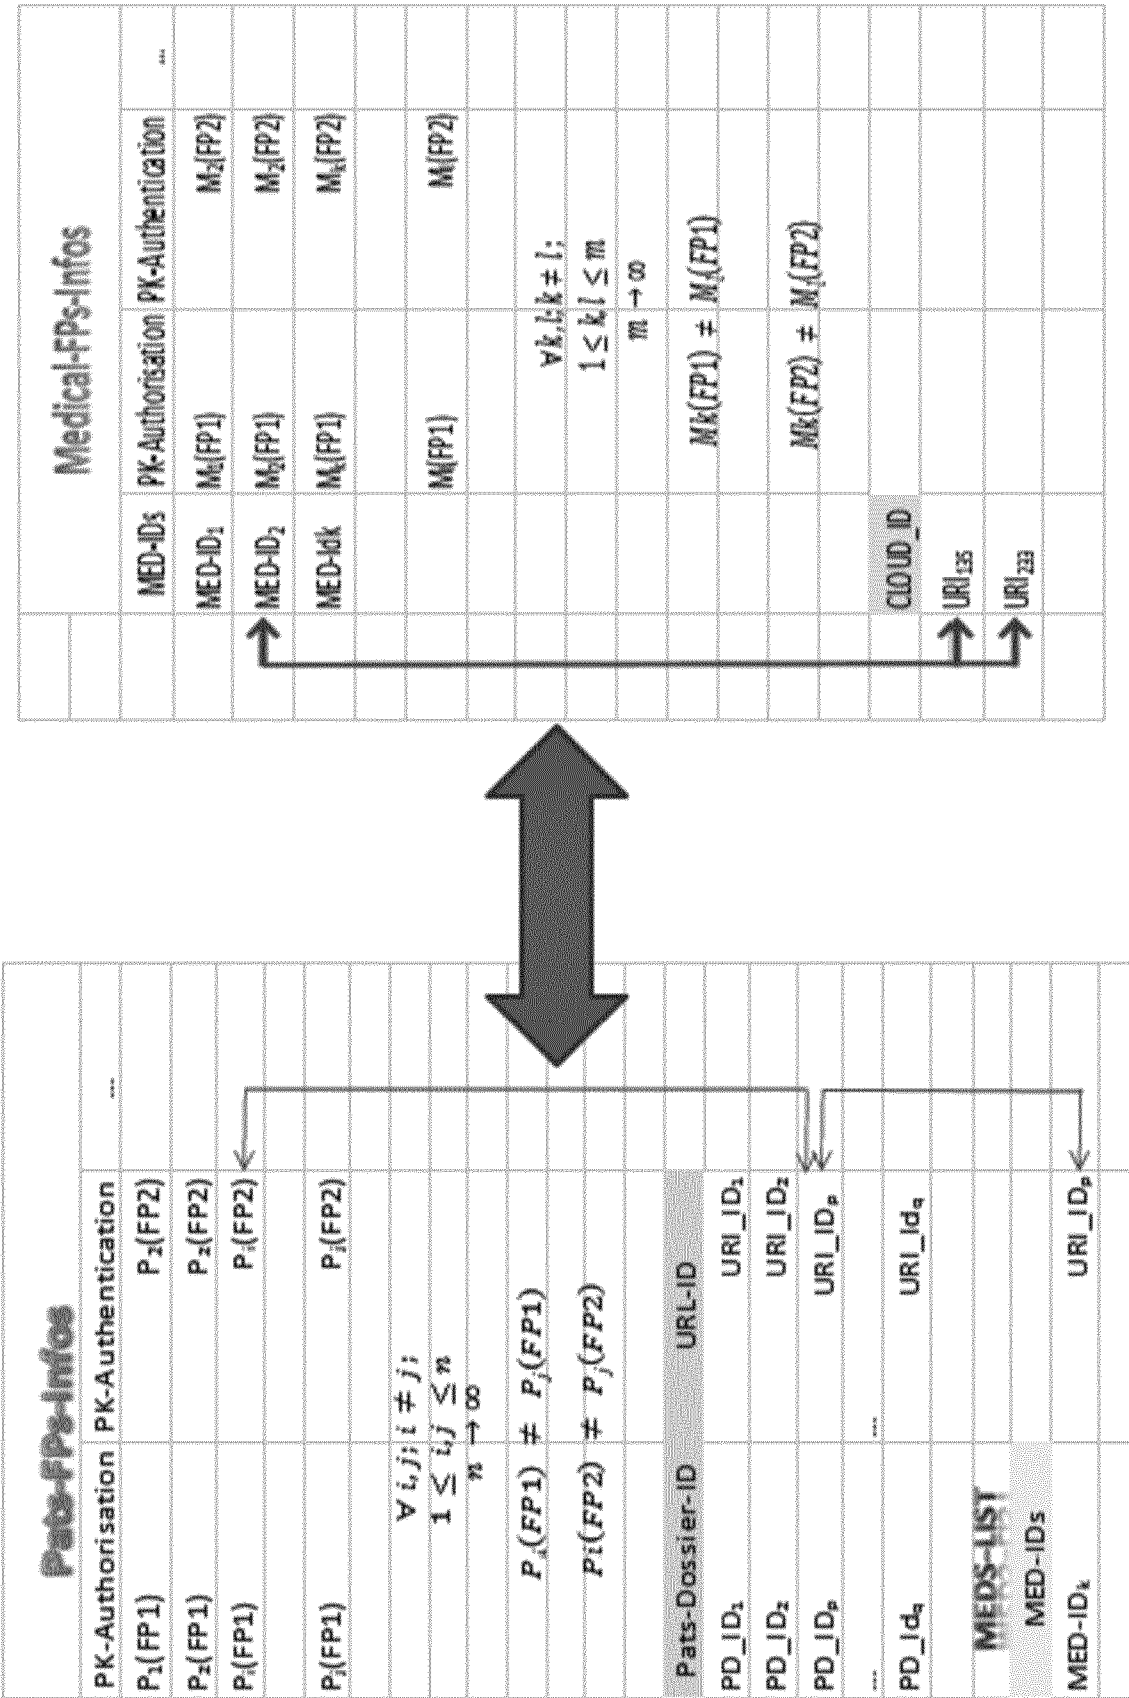 Pats-FPs-Infos
PK-Authorisation PK-Authentication ...
P₁(FP1) P₂(FP2)
P₂(FP1) P₂(FP2)
Pᵢ(FP1) Pᵢ(FP2)
Pⱼ(FP1) Pⱼ(FP2)
∀ i,j; i ≠ j;
1 ≤ i,j ≤ n
n → ∞
Pᵢ(FP1) ≠ Pⱼ(FP1)
Pi(FP2) ≠ Pⱼ(FP2)
Pats-Dossier-ID URL-ID
PD_ID₁ URI_ID₁
PD_ID₂ URI_ID₂
PD_IDₚ URI_IDₚ
... ...
PD_Id_q URI_Id_q
MEDS-LIST
MED-IDs
MED-IDₖ URI_IDₚ
Medical-FPs-Infos
MED-IDs PK-Authorisation PK-Authentication ...
MED-ID₁ M₁(FP1) M₂(FP2)
MED-ID₂ M₂(FP1) M₂(FP2)
MED-Idk Mₖ(FP1) Mₖ(FP2)
Mₗ(FP1) Mₗ(FP2)
∀k,l;k ≠ l;
1 ≤ k,l ≤ m
m → ∞
Mk(FP1) ≠ Mₗ(FP1)
Mk(FP2) ≠ Mₗ(FP2)
CLOUD_ID
URI₁₃₅
URI₂₃₃